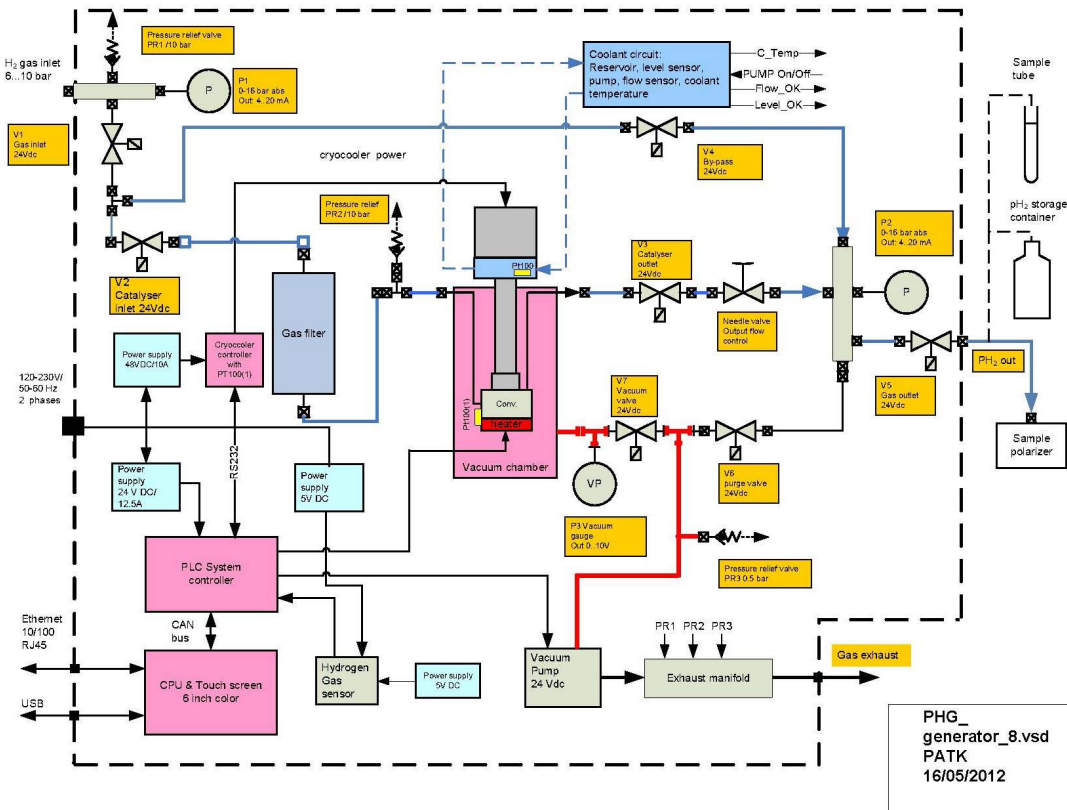 Pressure relief valve
PR1 /10 bar
H2 gas inlet
6...10 bar
P
P1
0-16 bar abs
Out: 4..20 mA
V1
Gas inlet
24Vdc
Coolant circuit:
Reservoir, level sensor,
pump, flow sensor, coolant
temperature
C_Temp
PUMP On/Off
Flow_OK
Level_OK
Sample
tube
cryocooler power
V4
By-pass
24Vdc
Pressure relief
PR2 /10 bar
pH2 storage
container
P2
0-16 bar abs
Out: 4..20 mA
V3
Catalyser
outlet
24Vdc
Pt100
V2
Catalyser
inlet 24Vdc
Gas filter
P
Needle valve
Output flow
control
Power supply
48VDC/10A
Cryoccoler
controller
with
PT100(1)
PH2 out
V5
Gas outlet
24Vdc
120-230V/
50-60 Hz
2 phases
V7
Vacuum
valve
24Vdc
Conv.
Pt100(1)
heater
Vacuum chamber
Sample
polarizer
RS232
Power
supply
24 V DC/
12.5A
Power
supply
5V DC
VP
V6
purge valve
24Vdc
P3 Vacuum
gauge
Out 0..10V
PLC System
controller
Pressure relief valve
PR3 0.5 bar
Ethernet
10/100
RJ45
CAN
bus
PR1 PR2 PR3
Gas exhaust
CPU & Touch screen
6 inch color
Hydrogen
Gas
sensor
Power supply
5V DC
Vacuum
Pump
24 Vdc
Exhaust manifold
USB
PHG_
generator_8.vsd
PATK
16/05/2012